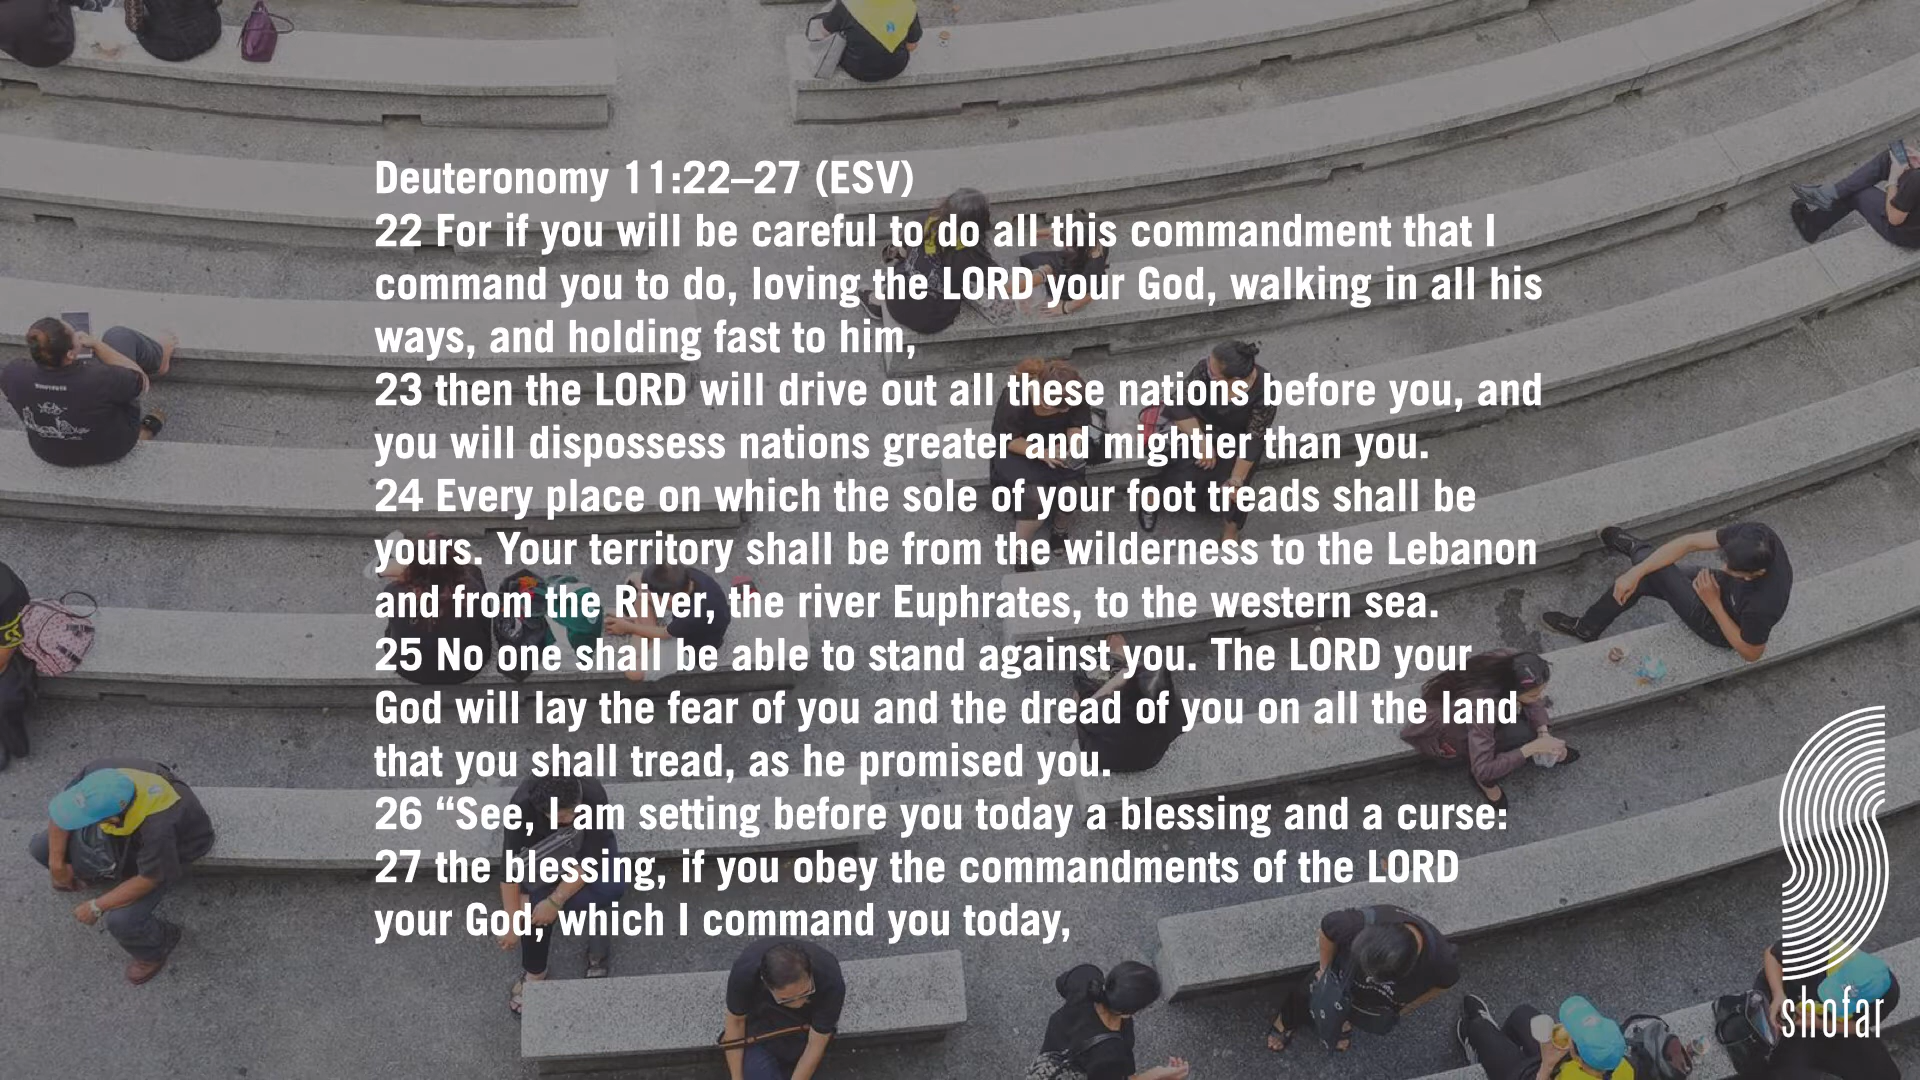 Deuteronomy 11:22–27 (ESV)
22 For if you will be careful to do all this commandment that I
command you to do, loving the LORD your God, walking in all his
ways, and holding fast to him,
23 then the LORD will drive out all these nations before you, and
you will dispossess nations greater and mightier than you.
24 Every place on which the sole of your foot treads shall be
yours. Your territory shall be from the wilderness to the Lebanon
and from the River, the river Euphrates, to the western sea.
25 No one shall be able to stand against you. The LORD your
God will lay the fear of you and the dread of you on all the land
that you shall tread, as he promised you.
26 “See, I am setting before you today a blessing and a curse:
27 the blessing, if you obey the commandments of the LORD
your God, which I command you today,
shofar